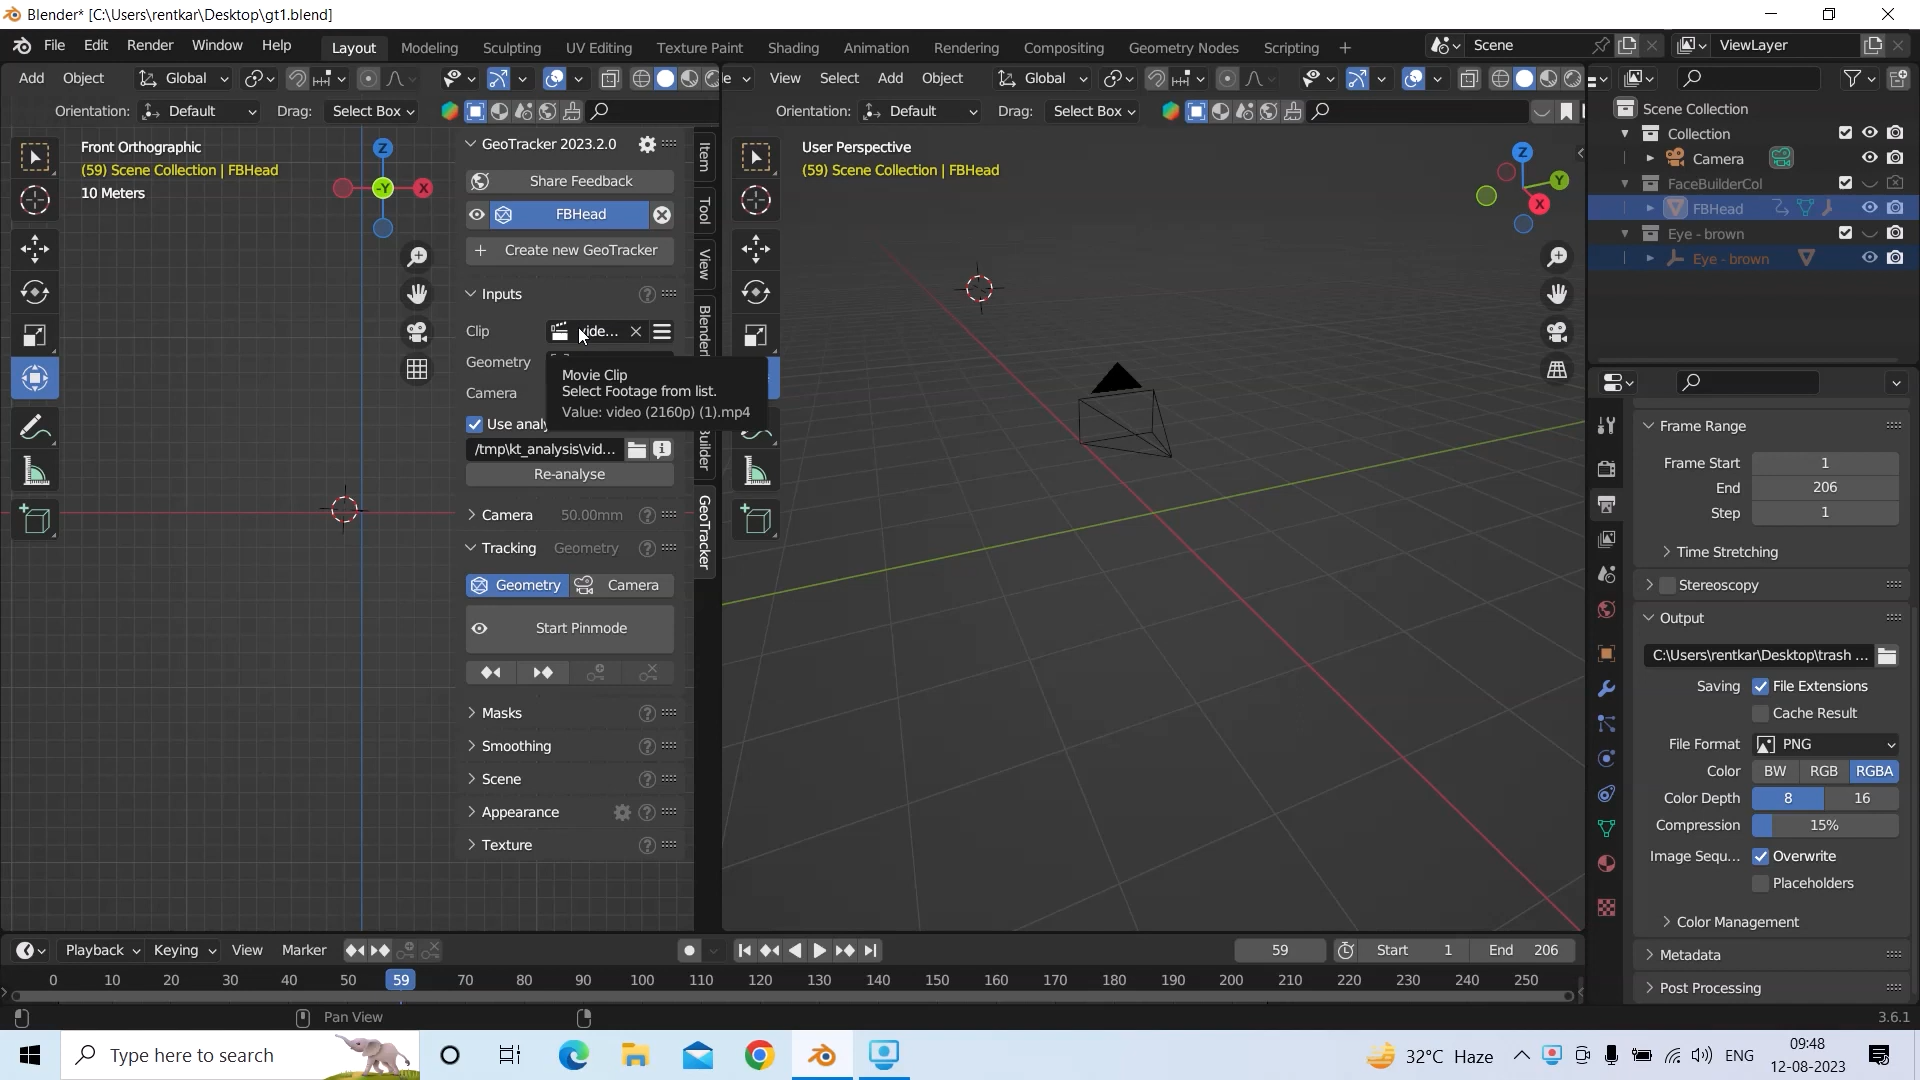 Blender* [C:\Users\rentkar\Desktop\gt1.blend]
File Edit Render Window Help Layout Modeling Sculpting UV Editing Texture Paint Shading Animation Rendering Compositing Geometry Nodes Scripting Scene ViewLayer
Add Object Global View Select Add Object Global
Orientation: Default Drag: Select Box Orientation: Default Drag: Select Box
Scene Collection
Collection
Camera
FaceBuilderCol
FBHead
Eye - brown
Eye - brown
Front Orthographic
(59) Scene Collection | FBHead
10 Meters
Z
-Y
X
GeoTracker 2023.2.0
Share Feedback
FBHead
Create new GeoTracker
Inputs
Clip vide...
Geometry
Camera
Movie Clip
Select Footage from list.
Value: video (2160p) (1).mp4
Use analy
/tmp\kt_analysis\vid...
Re-analyse
Camera 50.00mm
Tracking Geometry
Geometry Camera
Start Pinmode
Masks
Smoothing
Scene
Appearance
Texture
Item
Tool
View
GeoTracker
User Perspective
(59) Scene Collection | FBHead
Z
Y
X
Frame Range
Frame Start 1
End 206
Step 1
Time Stretching
Stereoscopy
Output
C:\Users\rentkar\Desktop\trash ...
Saving File Extensions
Cache Result
File Format PNG
Color BW RGB RGBA
Color Depth 8 16
Compression 15%
Image Sequ... Overwrite
Placeholders
Color Management
Metadata
Post Processing
Playback Keying View Marker 59 Start 1 End 206
0 10 20 30 40 50 59 70 80 90 100 110 120 130 140 150 160 170 180 190 200 210 220 230 240 250
Pan View 3.6.1
Type here to search 32°C Haze ENG 09:48
12-08-2023